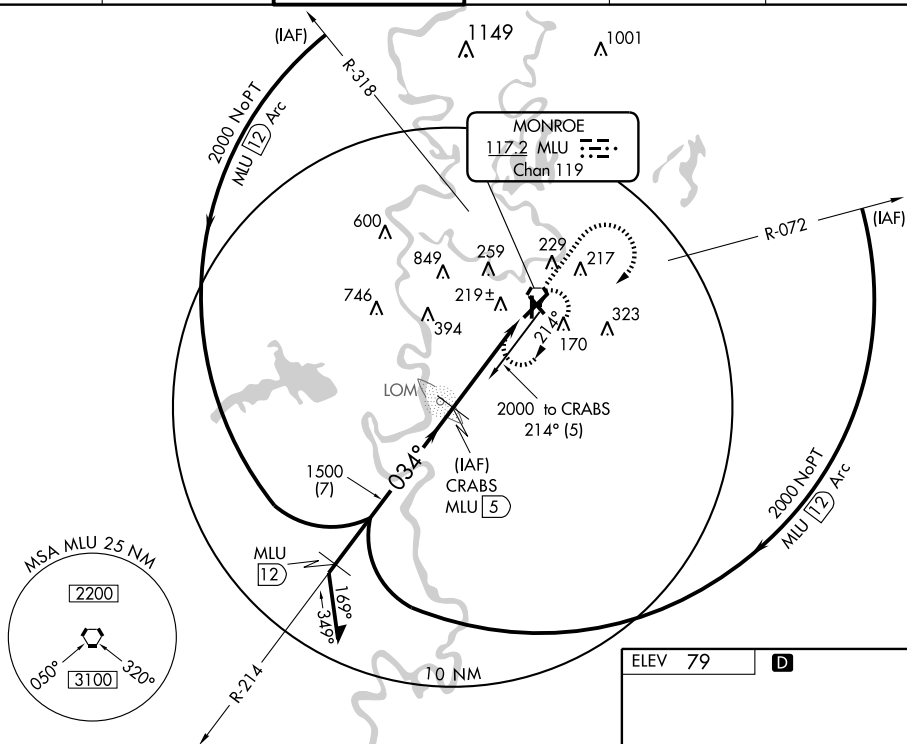 (IAF)
1149
1001
R-318
2000 NoPT
MLU 12 Arc
MONROE
117.2 MLU
Chan 119
R-072
(IAF)
600
849
259
229
217
746
394
219±
214°
170
323
LOM
2000 to CRABS
214° (5)
034°
(IAF)
CRABS
MLU 5
1500
(7)
2000 NoPT
MLU 12 Arc
MLU
12
169°
349°
R-214
10 NM
MSA MLU 25 NM
2200
050°
320°
3100
ELEV 79
D